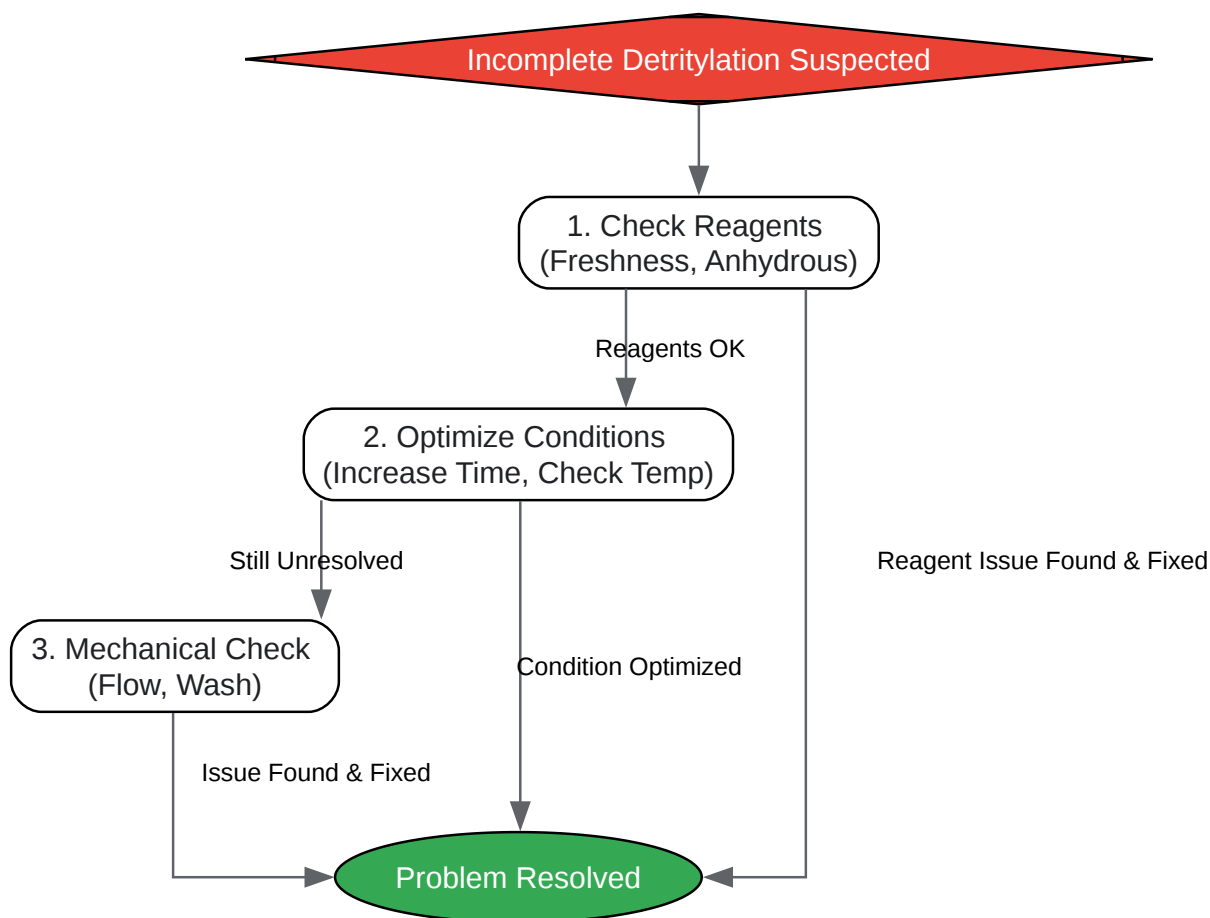 Incomplete Detritylation Suspected
1. Check Reagents
(Freshness, Anhydrous)
Reagents OK
2. Optimize Conditions
(Increase Time, Check Temp)
Still Unresolved
Reagent Issue Found & Fixed
3. Mechanical Check
(Flow, Wash)
Condition Optimized
Issue Found & Fixed
Problem Resolved